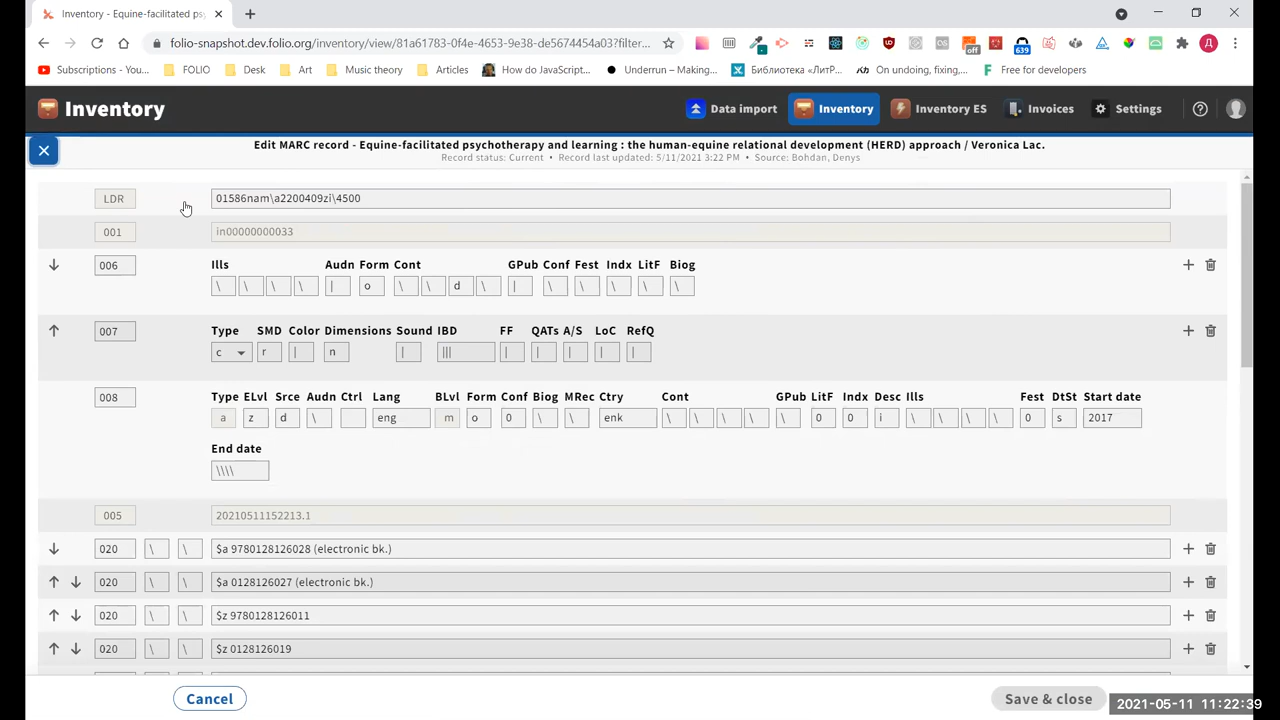 Inventory - Equine-facilitated ps
folio-snapshot.dev.folio.org/inventory/view/81a61783-5f4e-4653-be38-de5674454a03?filter...
Subscriptions - You...
FOLIO
Desk
Art
Music theory
Articles
How do JavaScript...
Underrun – Making...
Библиотека «ЛитР...
On undoing, fixing,...
Free for developers
off
639
Д
Inventory
Data import
Inventory
Inventory ES
Invoices
Settings
Edit MARC record - Equine-facilitated psychotherapy and learning : the human-equine relational development (HERD) approach / Veronica Lac.
Record status: Current • Record last updated: 5/11/2021 3:22 PM • Source: Bohdan, Denys
LDR 01586nam\a2200409zi\4500
001 in00000000033
Ills Audn Form Cont GPub Conf Fest Indx LitF Biog
006 \ \ \ \ | o \ \ d \ | \ \ \ \ \
Type SMD Color Dimensions Sound IBD FF QATs A/S LoC RefQ
007 c r | n | ||| | | | | |
Type ELvl Srce Audn Ctrl Lang BLvl Form Conf Biog MRec Ctry Cont GPub LitF Indx Desc Ills Fest DtSt Start date
008 a z d \ eng m o 0 \ \ enk \ \ \ \ \ 0 0 i \ \ \ \ 0 s 2017
End date
\\\\
005 20210511152213.1
020 \ \ $a 9780128126028 (electronic bk.)
020 \ \ $a 0128126027 (electronic bk.)
020 \ \ $z 9780128126011
020 \ \ $z 0128126019
Cancel
Save & close
2021-05-11 11:22:39